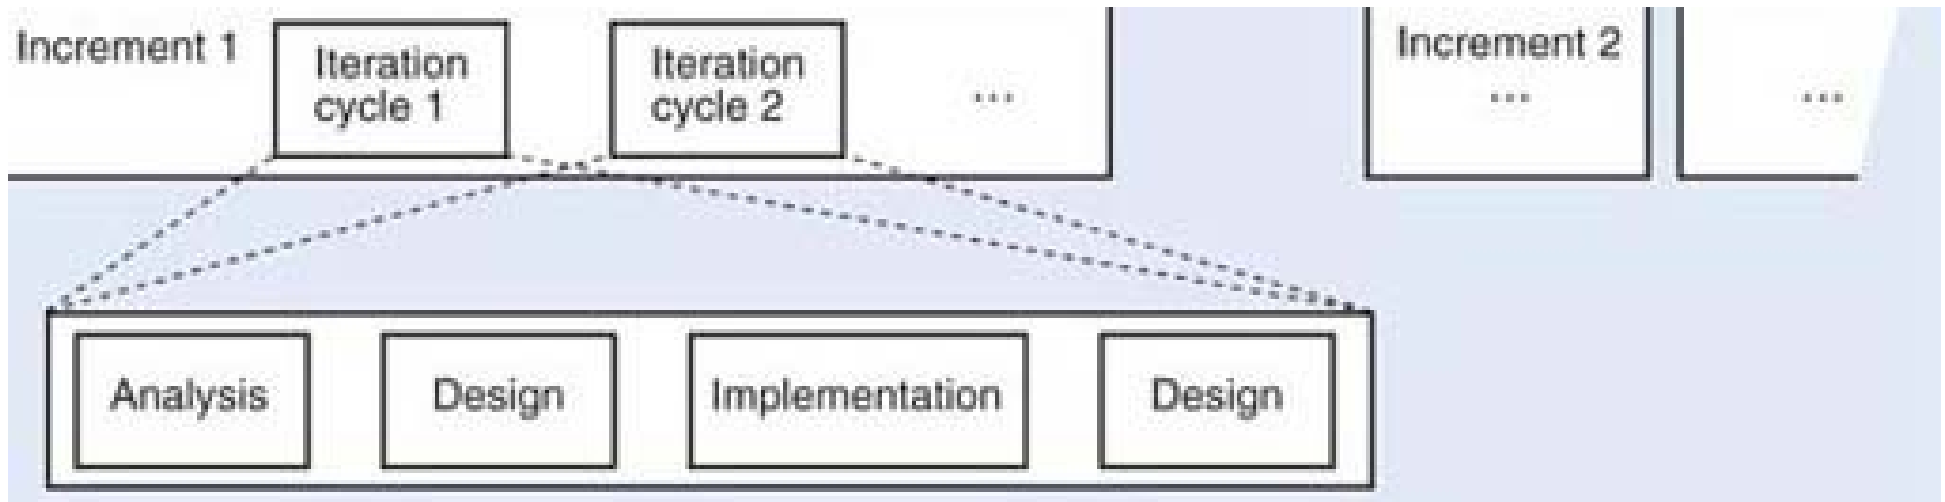 Increment 1
Iteration
cycle 1
Iteration
cycle 2
...
Increment 2
...
...
Analysis
Design
Implementation
Design